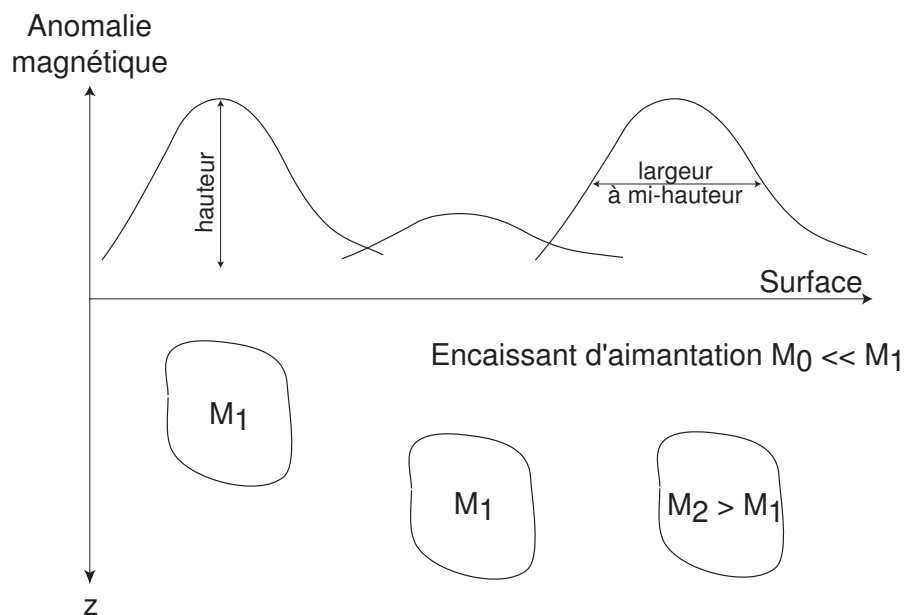 Anomalie
magnétique
hauteur
largeur
à mi-hauteur
Surface
Encaissant d'aimantation M0 << M1
M1
M1
M2 > M1
z